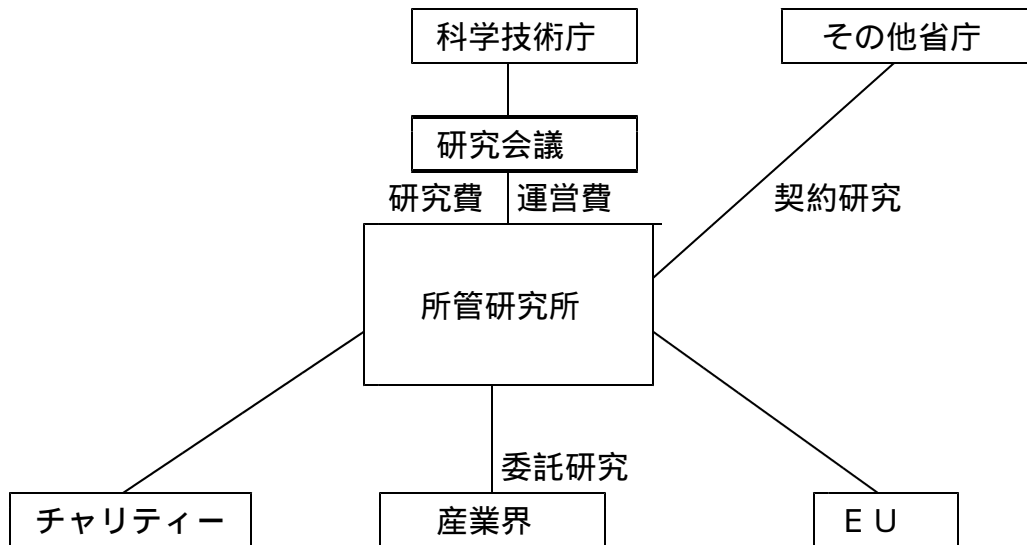 科学技術庁
その他省庁
研究会議
研究費
運営費
契約研究
所管研究所
委託研究
チャリティー
産業界
ＥＵ